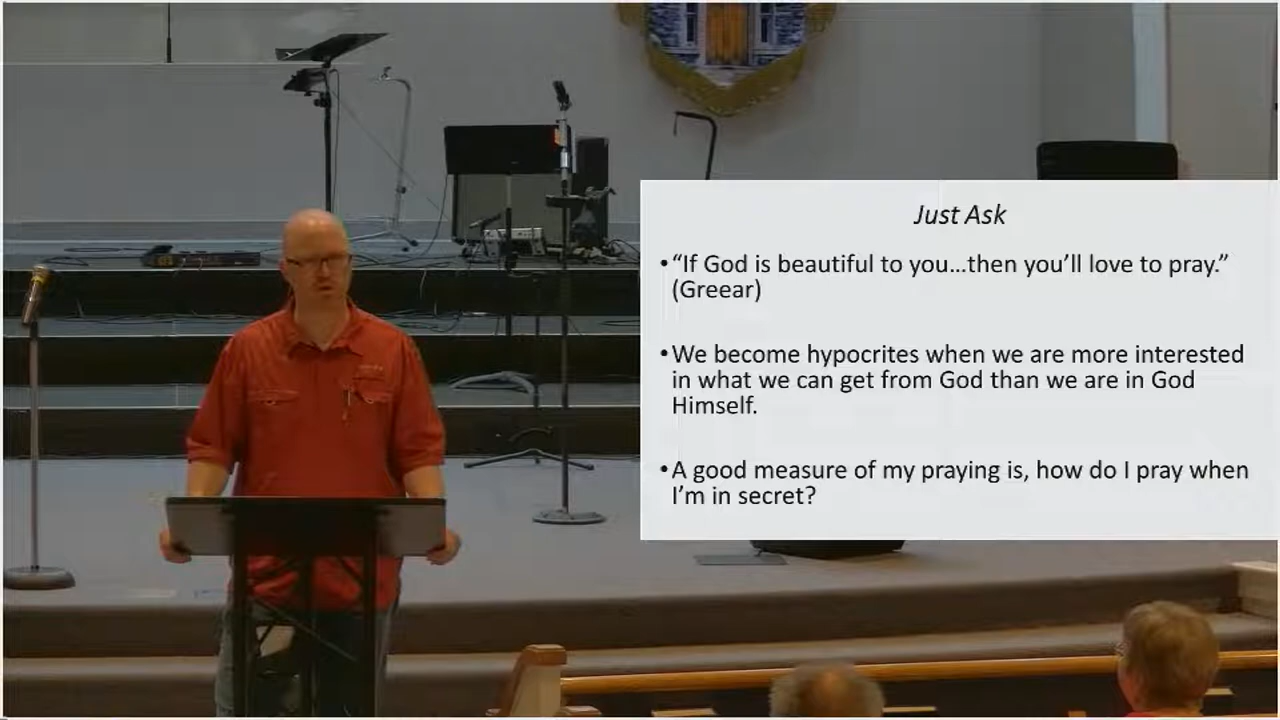 Just Ask
•“If God is beautiful to you…then you’ll love to pray.”
(Greear)
•We become hypocrites when we are more interested
in what we can get from God than we are in God
Himself.
•A good measure of my praying is, how do I pray when
I’m in secret?